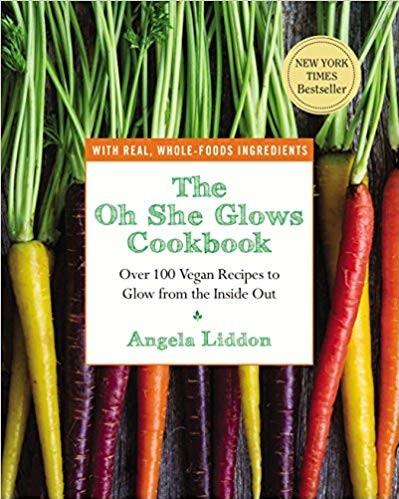 NEW YORK
TIMES
Bestseller
WITH REAL, WHOLE-FOODS INGREDIENTS
The
Oh She Glows
Cookbook
Over 100 Vegan Recipes to
Glow from the Inside Out
Angela Liddon